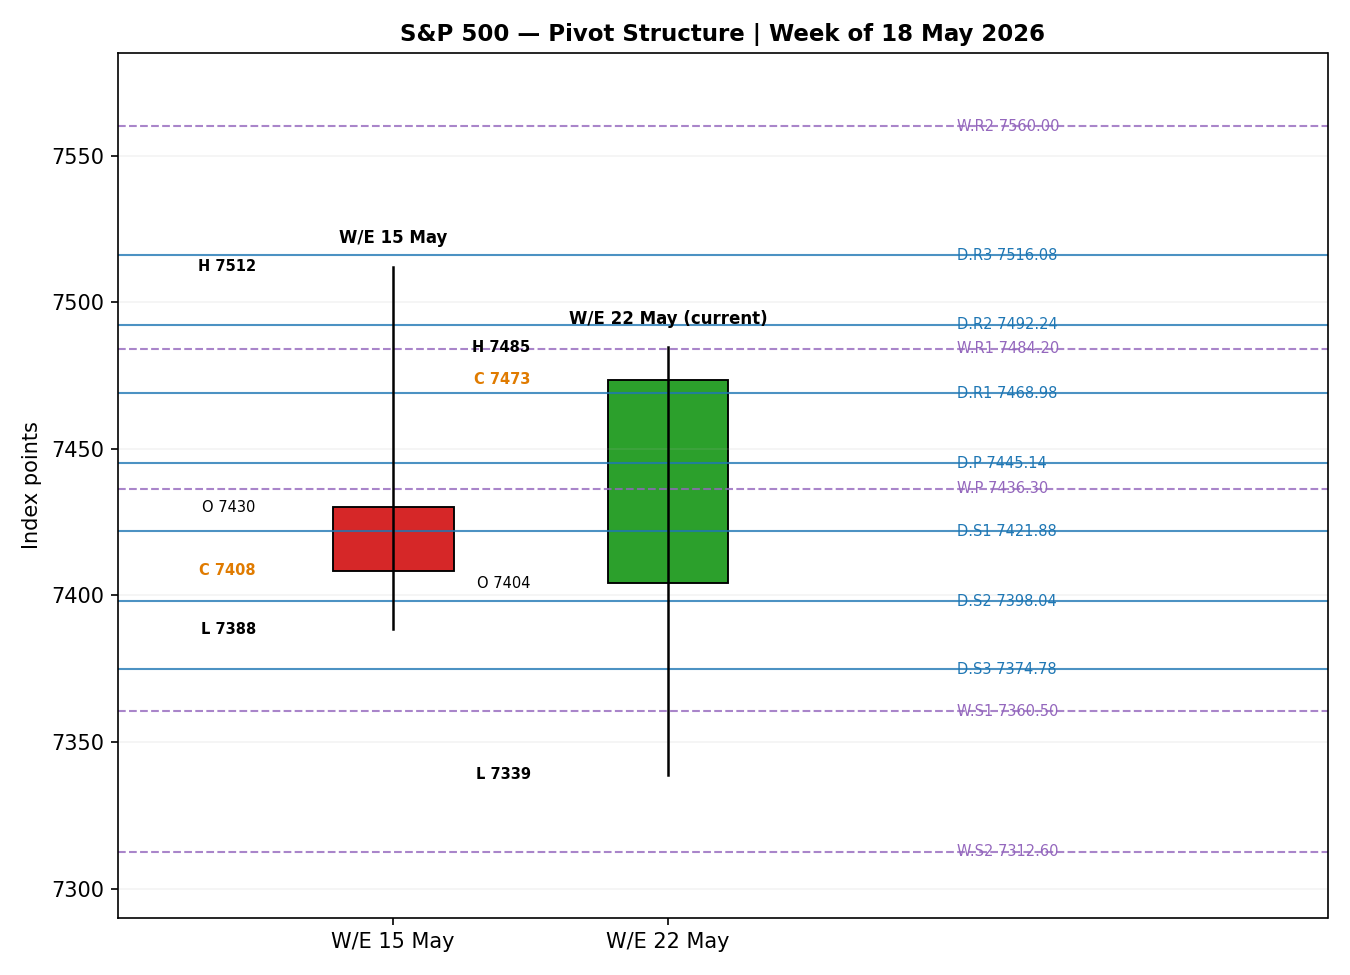 S&P 500 — Pivot Structure | Week of 18 May 2026
Index points
7550
7500
7450
7400
7350
7300
W.R2 7560.00
D.R3 7516.08
D.R2 7492.24
W.R1 7484.20
D.R1 7468.98
D.P 7445.14
W.P 7436.30
D.S1 7421.88
D.S2 7398.04
D.S3 7374.78
W.S1 7360.50
W.S2 7312.60
W/E 15 May
H 7512
O 7430
C 7408
L 7388
W/E 22 May (current)
H 7485
C 7473
O 7404
L 7339
W/E 15 May
W/E 22 May